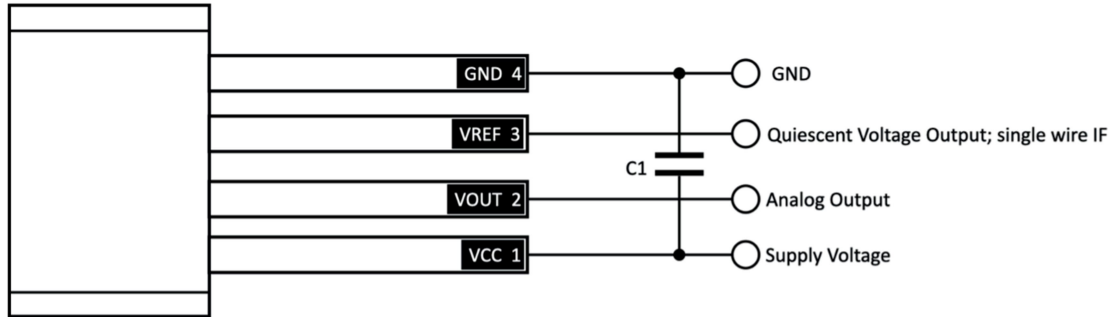 GND 4
GND
VREF 3
Quiescent Voltage Output; single wire IF
C1
VOUT 2
Analog Output
VCC 1
Supply Voltage